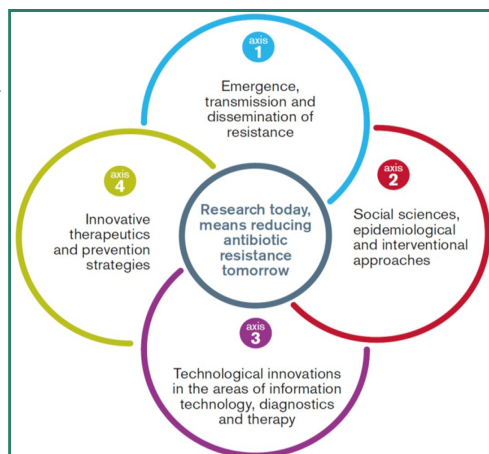 axis
1
Emergence,
transmission and
dissemination of
resistance
axis
2
Social sciences,
epidemiological
and interventional
approaches
axis
3
Technological innovations
in the areas of information
technology, diagnostics
and therapy
axis
4
Innovative
therapeutics
and prevention
strategies
Research today,
means reducing
antibiotic
resistance
tomorrow